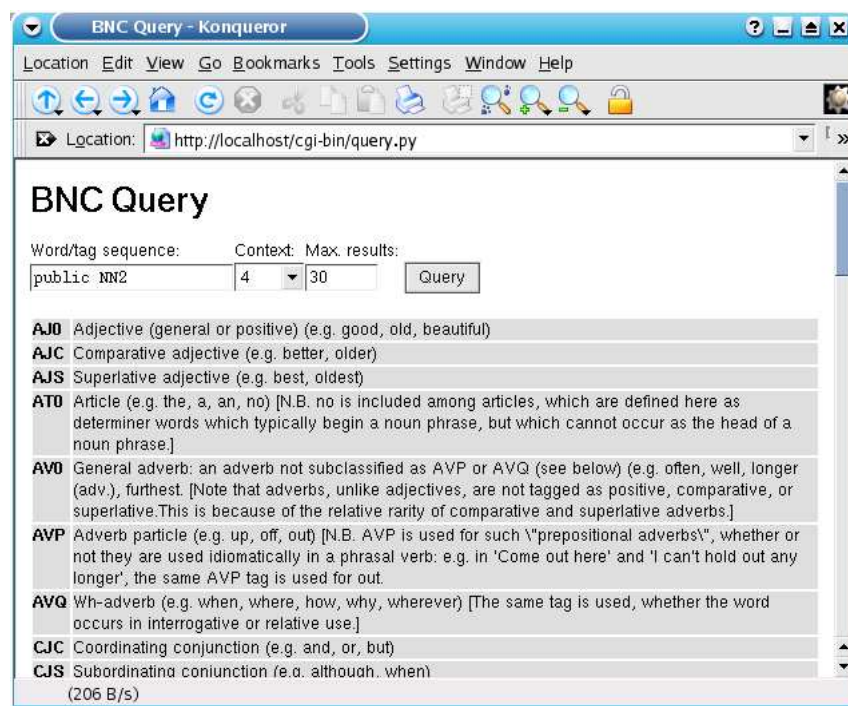 BNC Query - Konqueror
Location Edit View Go Bookmarks Tools Settings Window Help
Location: http://localhost/cgi-bin/query.py
BNC Query
Word/tag sequence: Context: Max. results:
public NN2 4 30 Query
AJ0 Adjective (general or positive) (e.g. good, old, beautiful)
AJC Comparative adjective (e.g. better, older)
AJS Superlative adjective (e.g. best, oldest)
AT0 Article (e.g. the, a, an, no) [N.B. no is included among articles, which are defined here as
determiner words which typically begin a noun phrase, but which cannot occur as the head of a
noun phrase.]
AV0 General adverb: an adverb not subclassified as AVP or AVQ (see below) (e.g. often, well, longer
(adv.), furthest. [Note that adverbs, unlike adjectives, are not tagged as positive, comparative, or
superlative.This is because of the relative rarity of comparative and superlative adverbs.]
AVP Adverb particle (e.g. up, off, out) [N.B. AVP is used for such \"prepositional adverbs\", whether or
not they are used idiomatically in a phrasal verb: e.g. in 'Come out here' and 'I can't hold out any
longer', the same AVP tag is used for out.
AVQ Wh-adverb (e.g. when, where, how, why, wherever) [The same tag is used, whether the word
occurs in interrogative or relative use.]
CJC Coordinating conjunction (e.g. and, or, but)
CJS Subordinating conjunction (e.g. although, when)
(206 B/s)